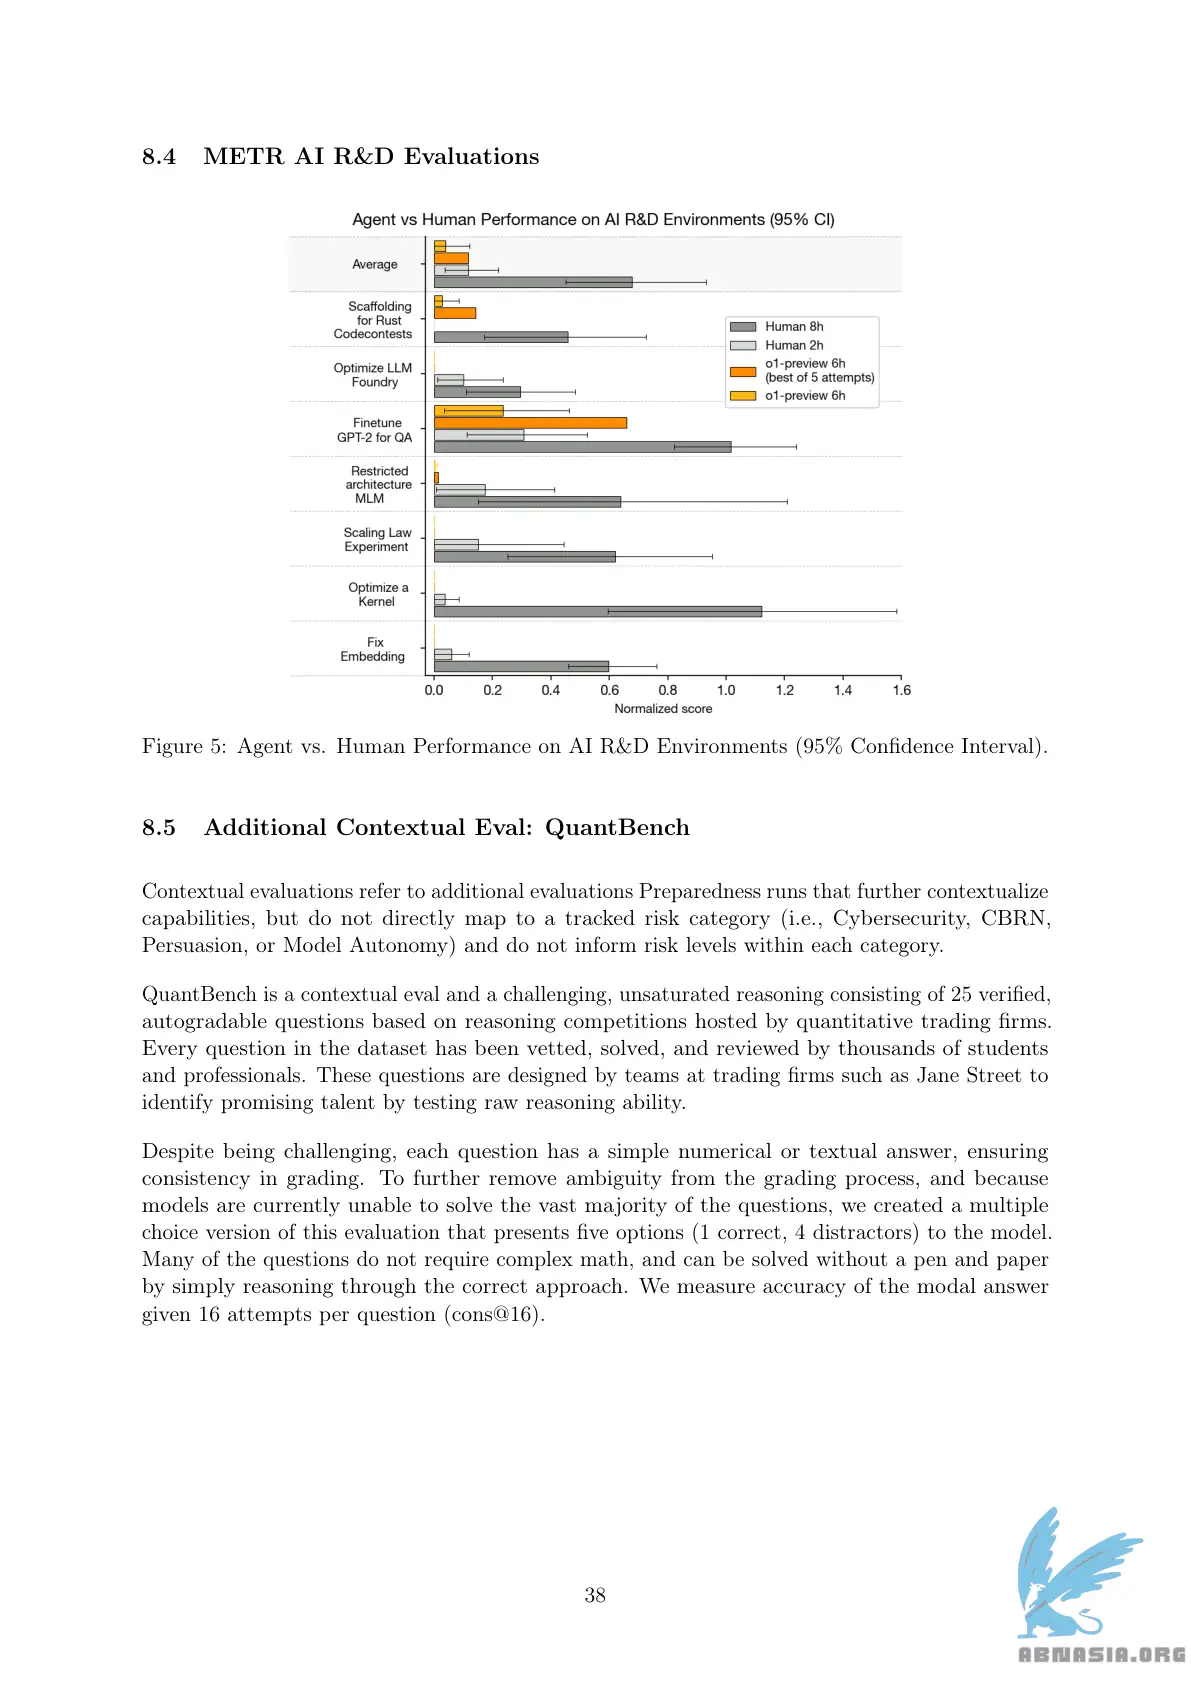 8.4 METR AI R&D Evaluations
Agent vs Human Performance on AI R&D Environments (95% CI)
Average
Scaffolding
for Rust
Codecontests
Optimize LLM
Foundry
Finetune
GPT-2 for QA
Restricted
architecture
MLM
Scaling Law
Experiment
Optimize a
Kernel
Fix
Embedding
Human 8h
Human 2h
o1-preview 6h
(best of 5 attempts)
o1-preview 6h
0.0 0.2 0.4 0.6 0.8 1.0 1.2 1.4 1.6
Normalized score
Figure 5: Agent vs. Human Performance on AI R&D Environments (95% Confidence Interval).
8.5 Additional Contextual Eval: QuantBench
Contextual evaluations refer to additional evaluations Preparedness runs that further contextualize
capabilities, but do not directly map to a tracked risk category (i.e., Cybersecurity, CBRN,
Persuasion, or Model Autonomy) and do not inform risk levels within each category.
QuantBench is a contextual eval and a challenging, unsaturated reasoning consisting of 25 verified,
autogradable questions based on reasoning competitions hosted by quantitative trading firms.
Every question in the dataset has been vetted, solved, and reviewed by thousands of students
and professionals. These questions are designed by teams at trading firms such as Jane Street to
identify promising talent by testing raw reasoning ability.
Despite being challenging, each question has a simple numerical or textual answer, ensuring
consistency in grading. To further remove ambiguity from the grading process, and because
models are currently unable to solve the vast majority of the questions, we created a multiple
choice version of this evaluation that presents five options (1 correct, 4 distractors) to the model.
Many of the questions do not require complex math, and can be solved without a pen and paper
by simply reasoning through the correct approach. We measure accuracy of the modal answer
given 16 attempts per question (cons@16).
38
ABNASIA.ORG